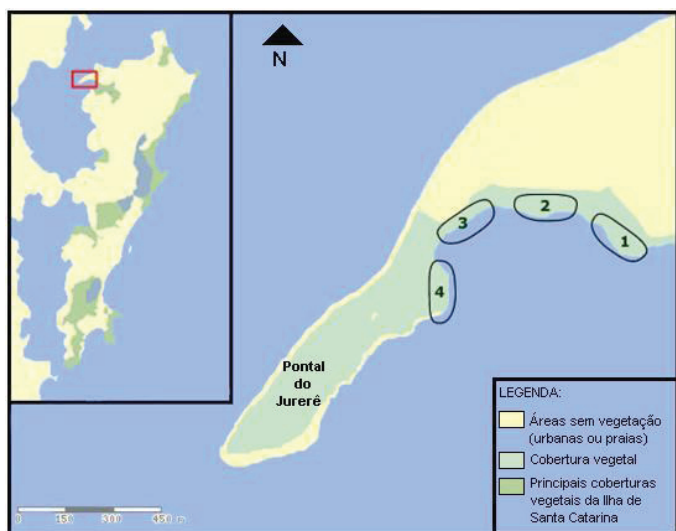 N
3
2
1
4
Pontal
do
Jurerê
LEGENDA:
Áreas sem vegetação
(urbanas ou praias)
Cobertura vegetal
Principais coberturas
vegetais da Ilha de
Santa Catarina
0 150 300 450 m